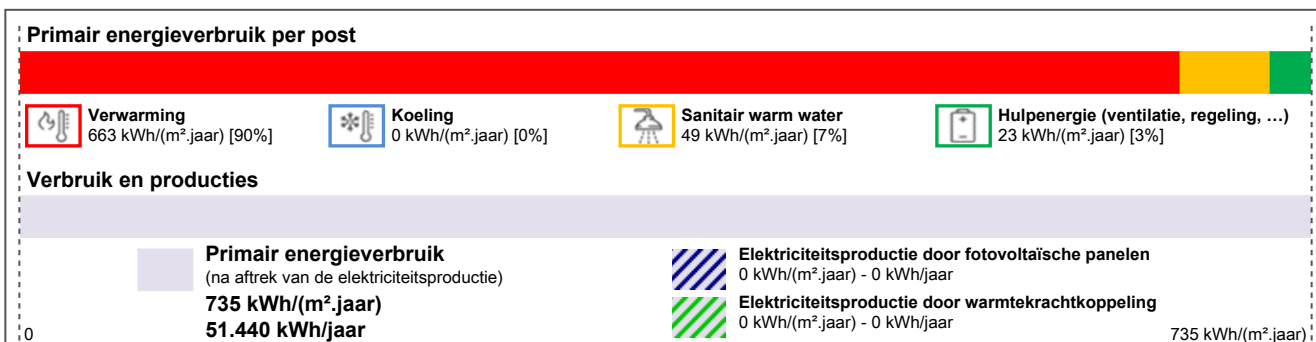 Primair energieverbruik per post
Verwarming
663 kWh/(m².jaar) [90%]
Koeling
0 kWh/(m².jaar) [0%]
Sanitair warm water
49 kWh/(m².jaar) [7%]
Hulpenergie (ventilatie, regeling, …)
23 kWh/(m².jaar) [3%]
Verbruik en producties
Primair energieverbruik
(na aftrek van de elektriciteitsproductie)
735 kWh/(m².jaar)
51.440 kWh/jaar
Elektriciteitsproductie door fotovoltaïsche panelen
0 kWh/(m².jaar) - 0 kWh/jaar
Elektriciteitsproductie door warmtekrachtkoppeling
0 kWh/(m².jaar) - 0 kWh/jaar
0
735 kWh/(m².jaar)